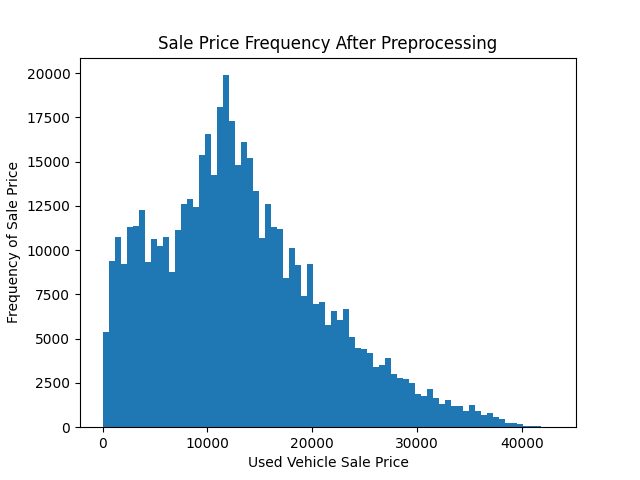 Sale Price Frequency After Preprocessing
20000
17500
15000
12500
10000
7500
5000
2500
0
Frequency of Sale Price
0 10000 20000 30000 40000
Used Vehicle Sale Price